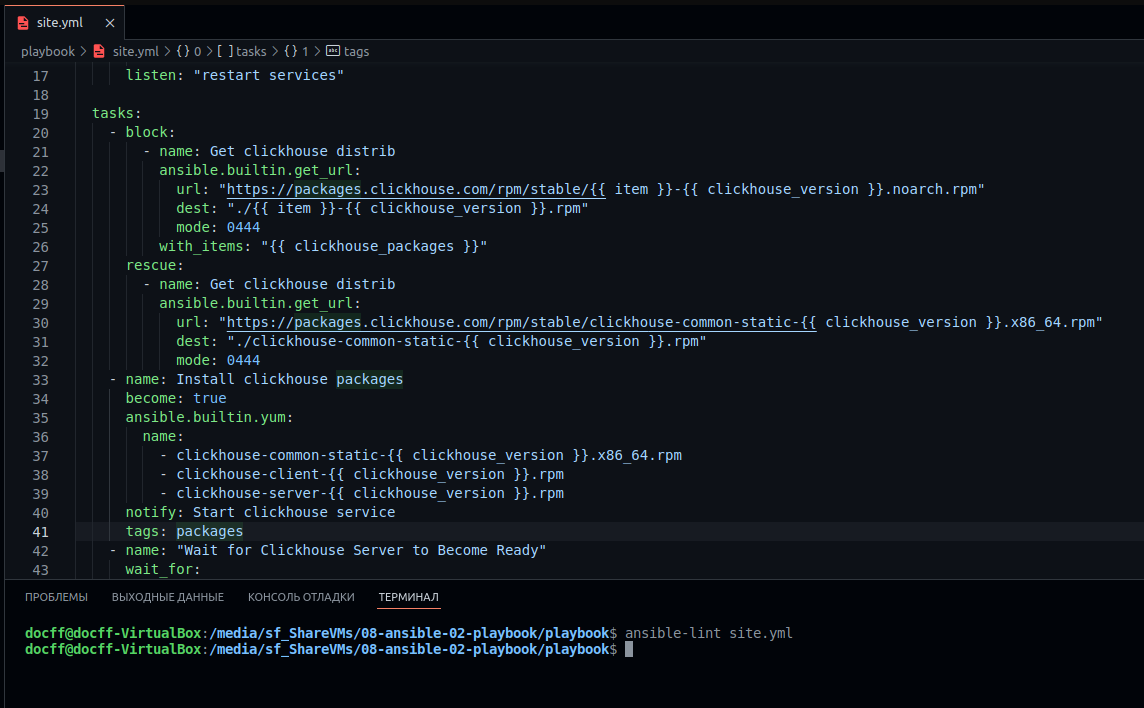 site.yml ×
playbook > site.yml > {} 0 > [ ] tasks > {} 1 > abc tags
17 listen: "restart services"
18
19 tasks:
20 - block:
21 - name: Get clickhouse distrib
22 ansible.builtin.get_url:
23 url: "https://packages.clickhouse.com/rpm/stable/{{ item }}-{{ clickhouse_version }}.noarch.rpm"
24 dest: "./{{ item }}-{{ clickhouse_version }}.rpm"
25 mode: 0444
26 with_items: "{{ clickhouse_packages }}"
27 rescue:
28 - name: Get clickhouse distrib
29 ansible.builtin.get_url:
30 url: "https://packages.clickhouse.com/rpm/stable/clickhouse-common-static-{{ clickhouse_version }}.x86_64.rpm"
31 dest: "./clickhouse-common-static-{{ clickhouse_version }}.rpm"
32 mode: 0444
33 - name: Install clickhouse packages
34 become: true
35 ansible.builtin.yum:
36 name:
37 - clickhouse-common-static-{{ clickhouse_version }}.x86_64.rpm
38 - clickhouse-client-{{ clickhouse_version }}.rpm
39 - clickhouse-server-{{ clickhouse_version }}.rpm
40 notify: Start clickhouse service
41 tags: packages
42 - name: "Wait for Clickhouse Server to Become Ready"
43 wait_for:
ПРОБЛЕМЫ ВЫХОДНЫЕ ДАННЫЕ КОНСОЛЬ ОТЛАДКИ ТЕРМИНАЛ
docff@docff-VirtualBox:/media/sf_ShareVMs/08-ansible-02-playbook/playbook$ ansible-lint site.yml
docff@docff-VirtualBox:/media/sf_ShareVMs/08-ansible-02-playbook/playbook$